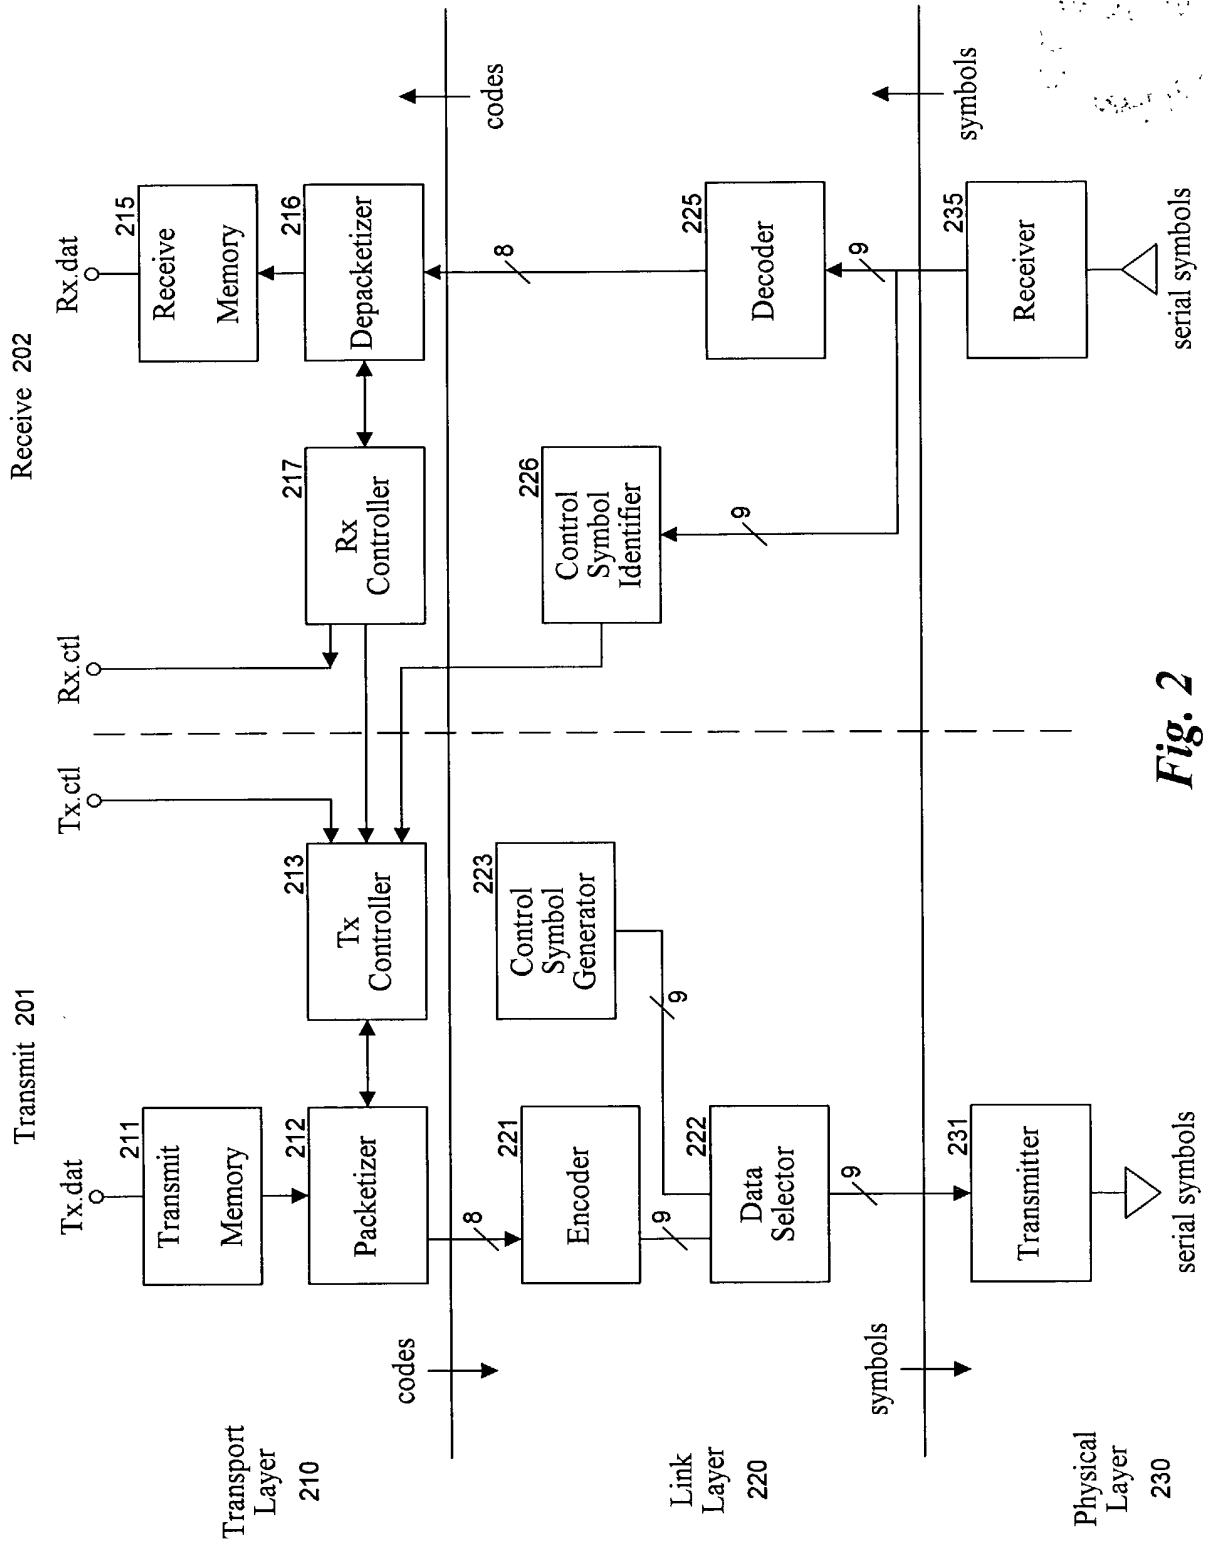 Transmit 201
Receive 202
Tx.dat
Tx.ctl
Rx.ctl
Rx.dat
Transport
Layer
210
211
Transmit
Memory
212
Packetizer
213
Tx
Controller
217
Rx
Controller
215
Receive
Memory
216
Depacketizer
codes
8
8
codes
Link
Layer
220
221
Encoder
9
223
Control
Symbol
Generator
9
222
Data
Selector
9
226
Control
Symbol
Identifier
9
225
Decoder
9
symbols
symbols
Physical
Layer
230
231
Transmitter
serial symbols
235
Receiver
serial symbols
Fig. 2